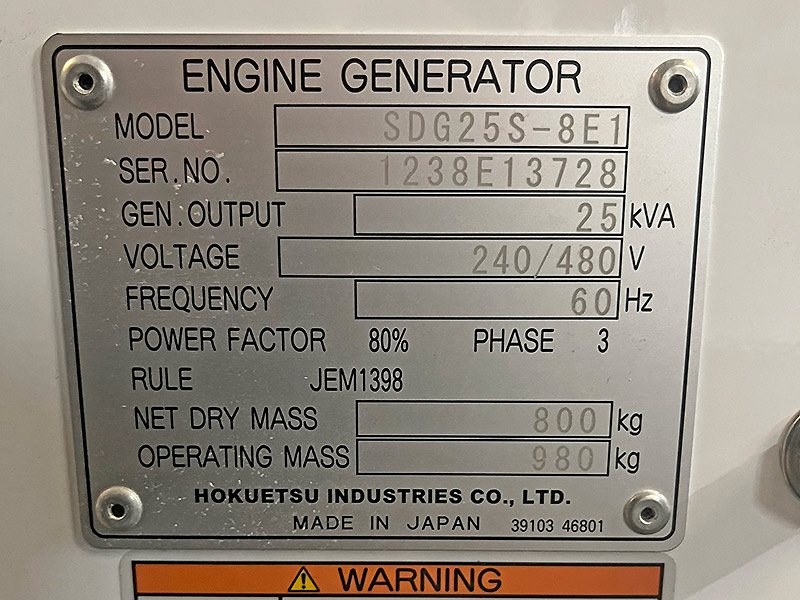 ENGINE GENERATOR
MODEL SDG25S-8E1
SER.NO. 1238E13728
GEN.OUTPUT 25 kVA
VOLTAGE 240/480 V
FREQUENCY 60 Hz
POWER FACTOR 80% PHASE 3
RULE JEM1398
NET DRY MASS 800 kg
OPERATING MASS 980 kg
HOKUETSU INDUSTRIES CO., LTD.
MADE IN JAPAN 39103 46801
WARNING